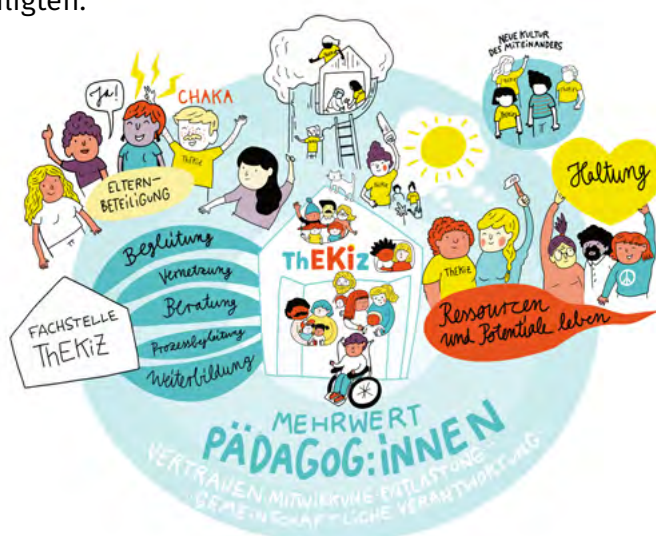 ligten.
NEUE KULTUR
DES MITEINANDERS
Ja!
CHAKA
ThEKiz
ELTERN-
BETEILIGUNG
Haltung
Begleitung
Vernetzung
Beratung
Prozessbegleitung
Weiterbildung
FACHSTELLE
ThEKiZ
ThEKiz
ThEKiz
Ressourcen
und Potentiale leben
MEHRWERT
PÄDAGOG:iNNEN
VERTRAUEN·MITWIRKUNG·ENTLASTUNG
GEMEINSCHAFTLICHE VERANTWORTUNG